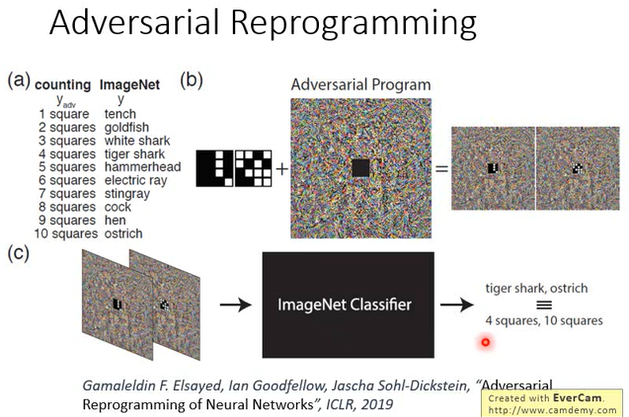 Adversarial Reprogramming
(a) counting ImageNet
y_adv y
1 square tench
2 squares goldfish
3 squares white shark
4 squares tiger shark
5 squares hammerhead
6 squares electric ray
7 squares stingray
8 squares cock
9 squares hen
10 squares ostrich
(b)
Adversarial Program
+
=
(c)
ImageNet Classifier
tiger shark, ostrich
4 squares, 10 squares
Gamaleldin F. Elsayed, Ian Goodfellow, Jascha Sohl-Dickstein, “Adversarial
Reprogramming of Neural Networks”, ICLR, 2019
Created with EverCam.
http://www.camdemy.com